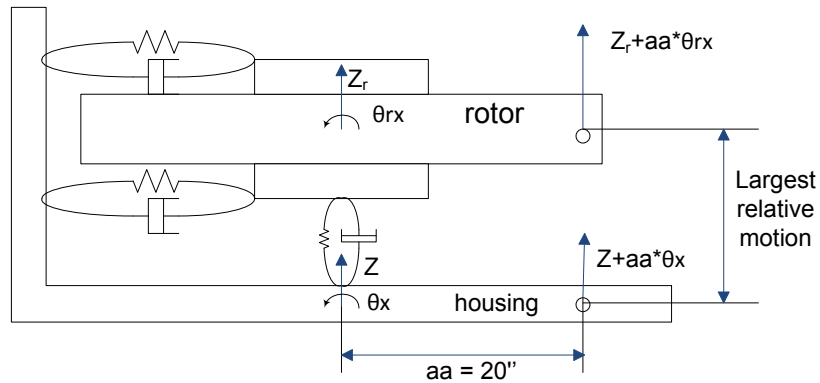 Zr+aa*θrx
Zr
θrx
rotor
Largest
relative
motion
Z
Z+aa*θx
θx
housing
aa = 20''